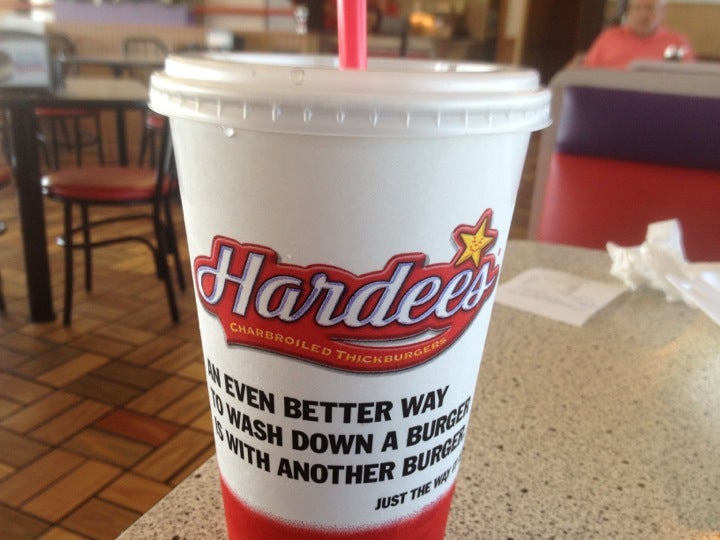 Hardee's
CHARBROILED THICKBURGERS
AN EVEN BETTER WAY
TO WASH DOWN A BURGER
IS WITH ANOTHER BURGER.
JUST THE WAY